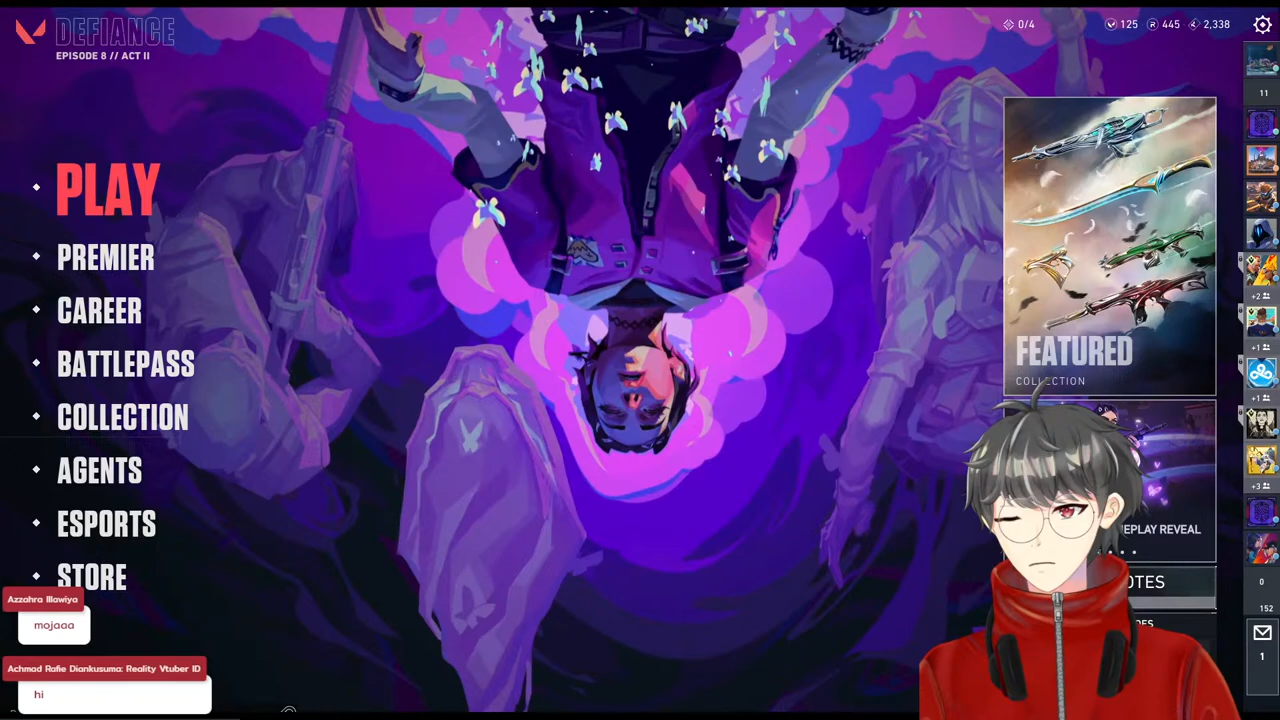 DEFIANCE
EPISODE 8 // ACT II
0/4
125
445
2,338
PLAY
PREMIER
CAREER
BATTLEPASS
COLLECTION
AGENTS
ESPORTS
STORE
FEATURED
COLLECTION
REVEAL
11
+2
+1
+1
+3
0
152
1
Azzahra Illawiya
mojaaa
Achmad Rafie Diankusuma: Reality Vtuber ID
hi